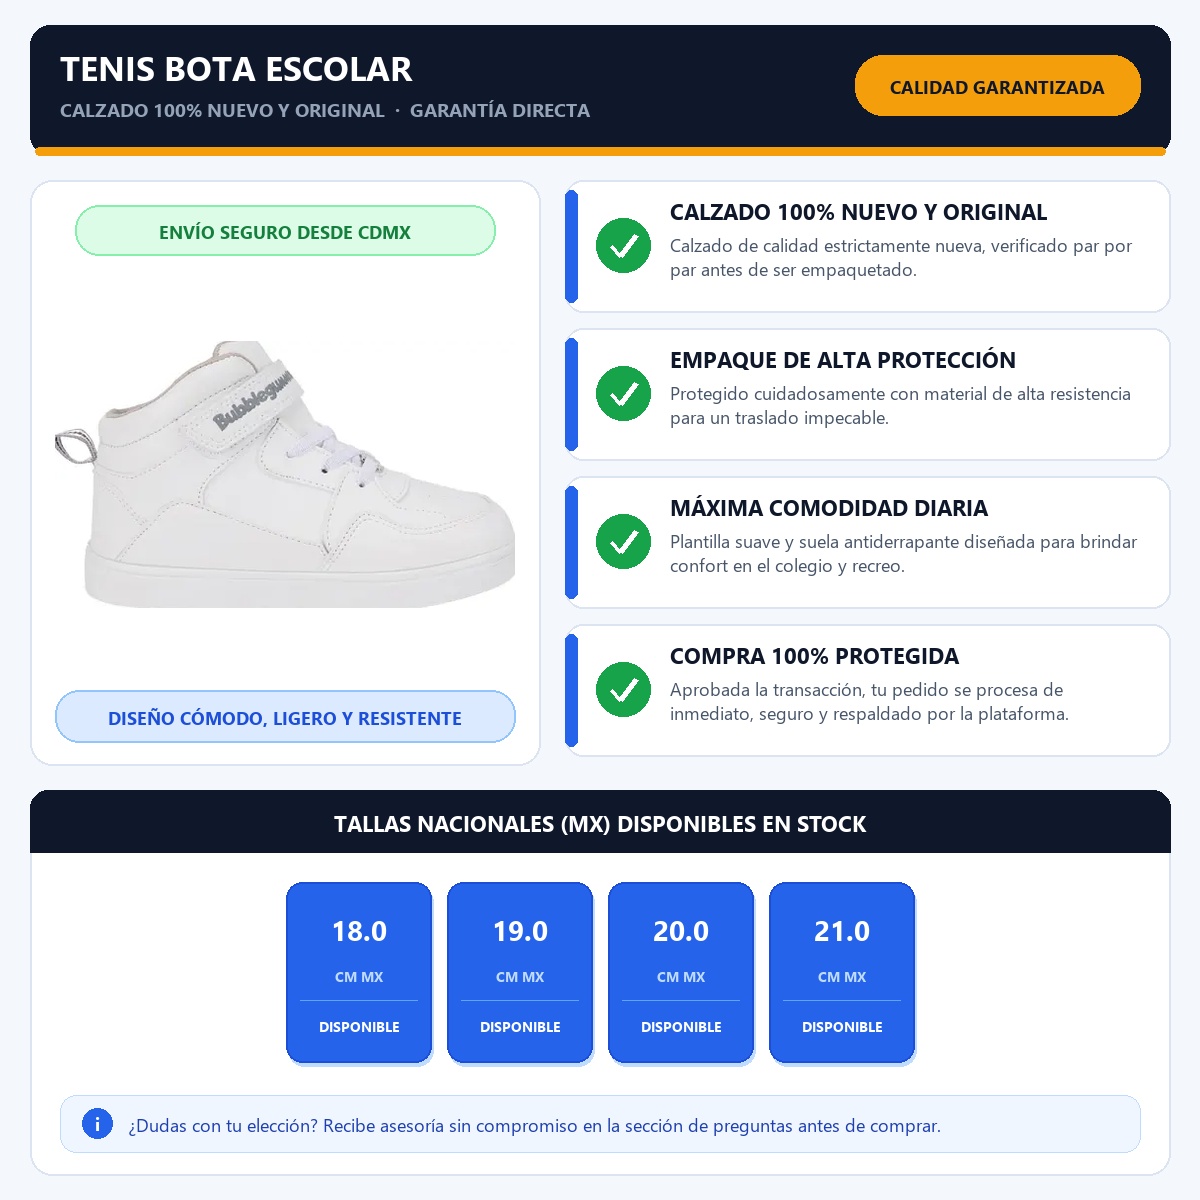 TENIS BOTA ESCOLAR
CALZADO 100% NUEVO Y ORIGINAL · GARANTÍA DIRECTA
CALIDAD GARANTIZADA
ENVÍO SEGURO DESDE CDMX
Bubblegum
DISEÑO CÓMODO, LIGERO Y RESISTENTE
CALZADO 100% NUEVO Y ORIGINAL
Calzado de calidad estrictamente nueva, verificado par por
par antes de ser empaquetado.
EMPAQUE DE ALTA PROTECCIÓN
Protegido cuidadosamente con material de alta resistencia
para un traslado impecable.
MÁXIMA COMODIDAD DIARIA
Plantilla suave y suela antiderrapante diseñada para brindar
confort en el colegio y recreo.
COMPRA 100% PROTEGIDA
Aprobada la transacción, tu pedido se procesa de
inmediato, seguro y respaldado por la plataforma.
TALLAS NACIONALES (MX) DISPONIBLES EN STOCK
18.0
CM MX
DISPONIBLE
19.0
CM MX
DISPONIBLE
20.0
CM MX
DISPONIBLE
21.0
CM MX
DISPONIBLE
¿Dudas con tu elección? Recibe asesoría sin compromiso en la sección de preguntas antes de comprar.